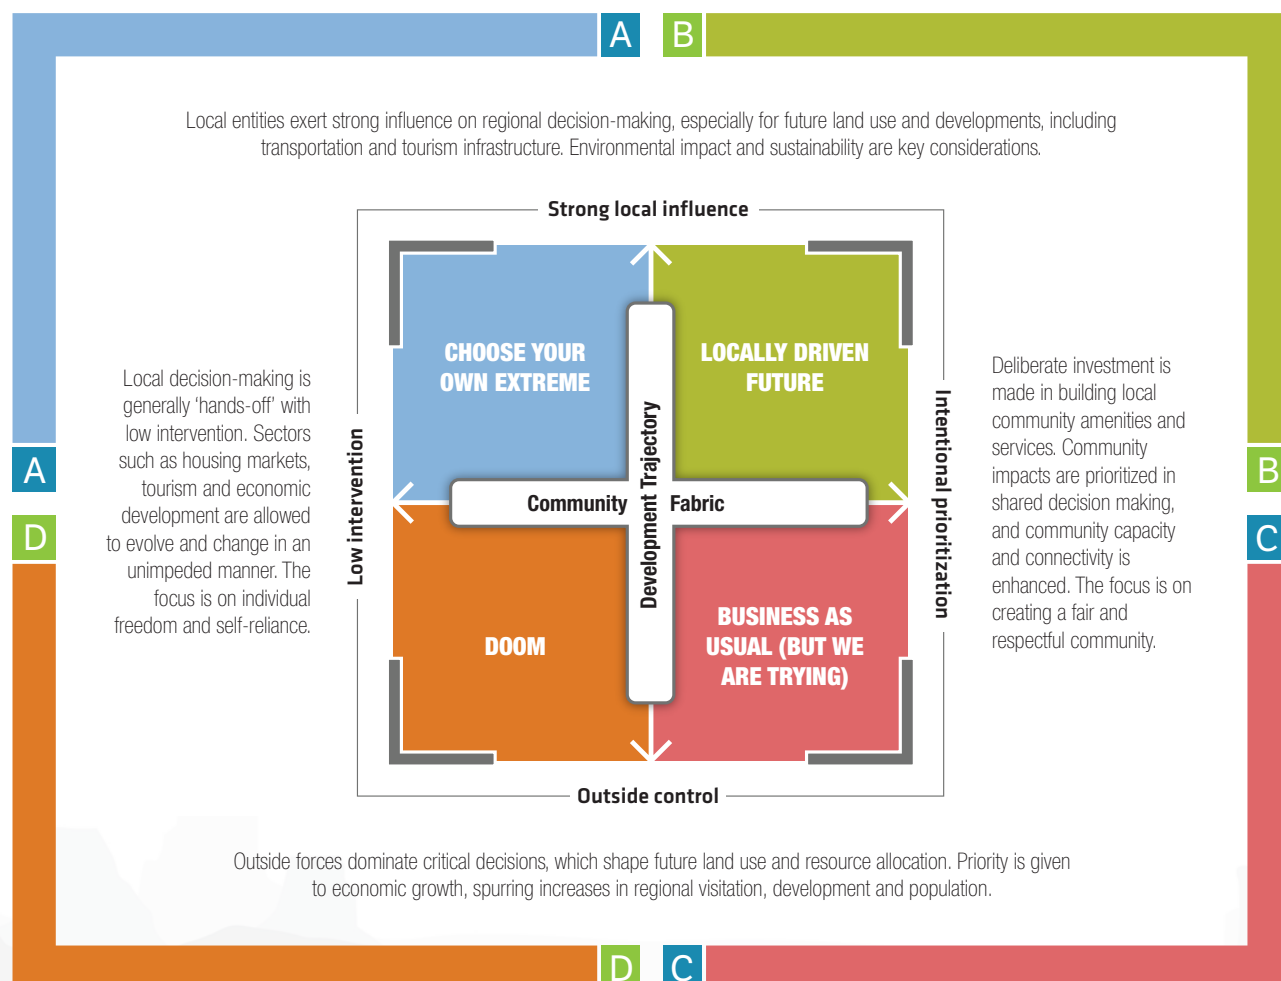 A B
Local entities exert strong influence on regional decision-making, especially for future land use and developments, including
transportation and tourism infrastructure. Environmental impact and sustainability are key considerations.
Strong local influence
CHOOSE YOUR
OWN EXTREME
LOCALLY DRIVEN
FUTURE
Local decision-making is
generally ‘hands-off’ with
low intervention. Sectors
such as housing markets,
tourism and economic
development are allowed
to evolve and change in an
unimpeded manner. The
focus is on individual
freedom and self-reliance.
Low intervention
Community Fabric
Development Trajectory
Intentional prioritization
Deliberate investment is
made in building local
community amenities and
services. Community
impacts are prioritized in
shared decision making,
and community capacity
and connectivity is
enhanced. The focus is on
creating a fair and
respectful community.
A
D
B
C
DOOM
BUSINESS AS
USUAL (BUT WE
ARE TRYING)
Outside control
Outside forces dominate critical decisions, which shape future land use and resource allocation. Priority is given
to economic growth, spurring increases in regional visitation, development and population.
D C